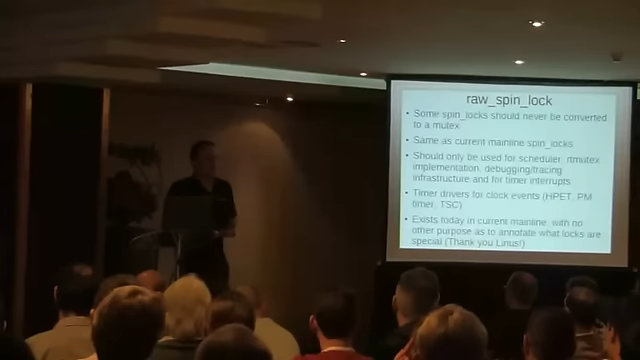 raw_spin_lock
• Some spin_locks should never be converted
to a mutex
• Same as current mainline spin_locks
• Should only be used for scheduler, rtmutex
implementation, debugging/tracing
infrastructure and for timer interrupts.
• Timer drivers for clock events (HPET, PM
timer, TSC)
• Exists today in current mainline, with no
other purpose as to annotate what locks are
special (Thank you Linus!)